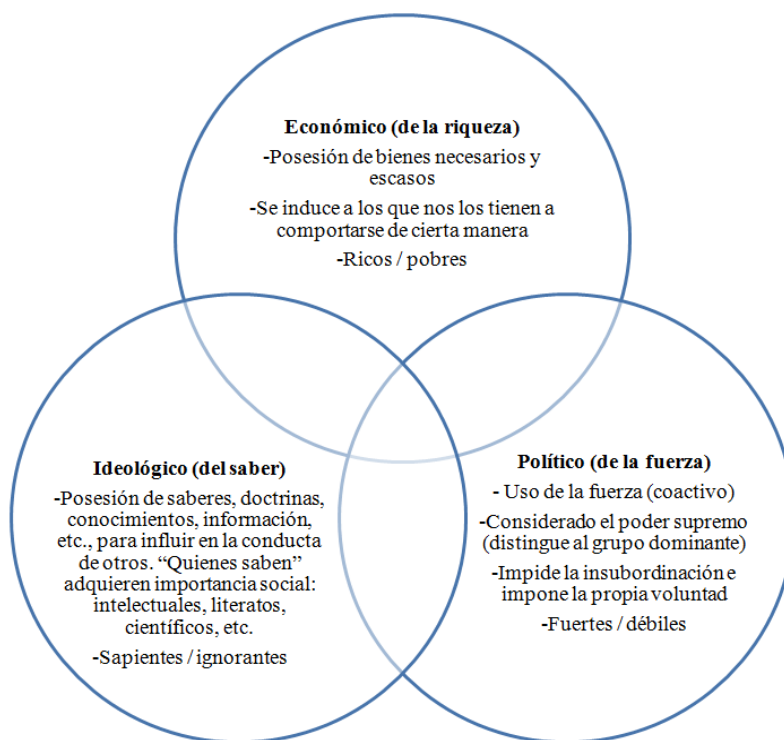 Económico (de la riqueza)
-Posesión de bienes necesarios y
escasos
-Se induce a los que nos los tienen a
comportarse de cierta manera
-Ricos / pobres
Ideológico (del saber)
-Posesión de saberes, doctrinas,
conocimientos, información,
etc., para influir en la conducta
de otros. “Quienes saben”
adquieren importancia social:
intelectuales, literatos,
científicos, etc.
-Sapientes / ignorantes
Político (de la fuerza)
- Uso de la fuerza (coactivo)
-Considerado el poder supremo
(distingue al grupo dominante)
-Impide la insubordinación e
impone la propia voluntad
-Fuertes / débiles